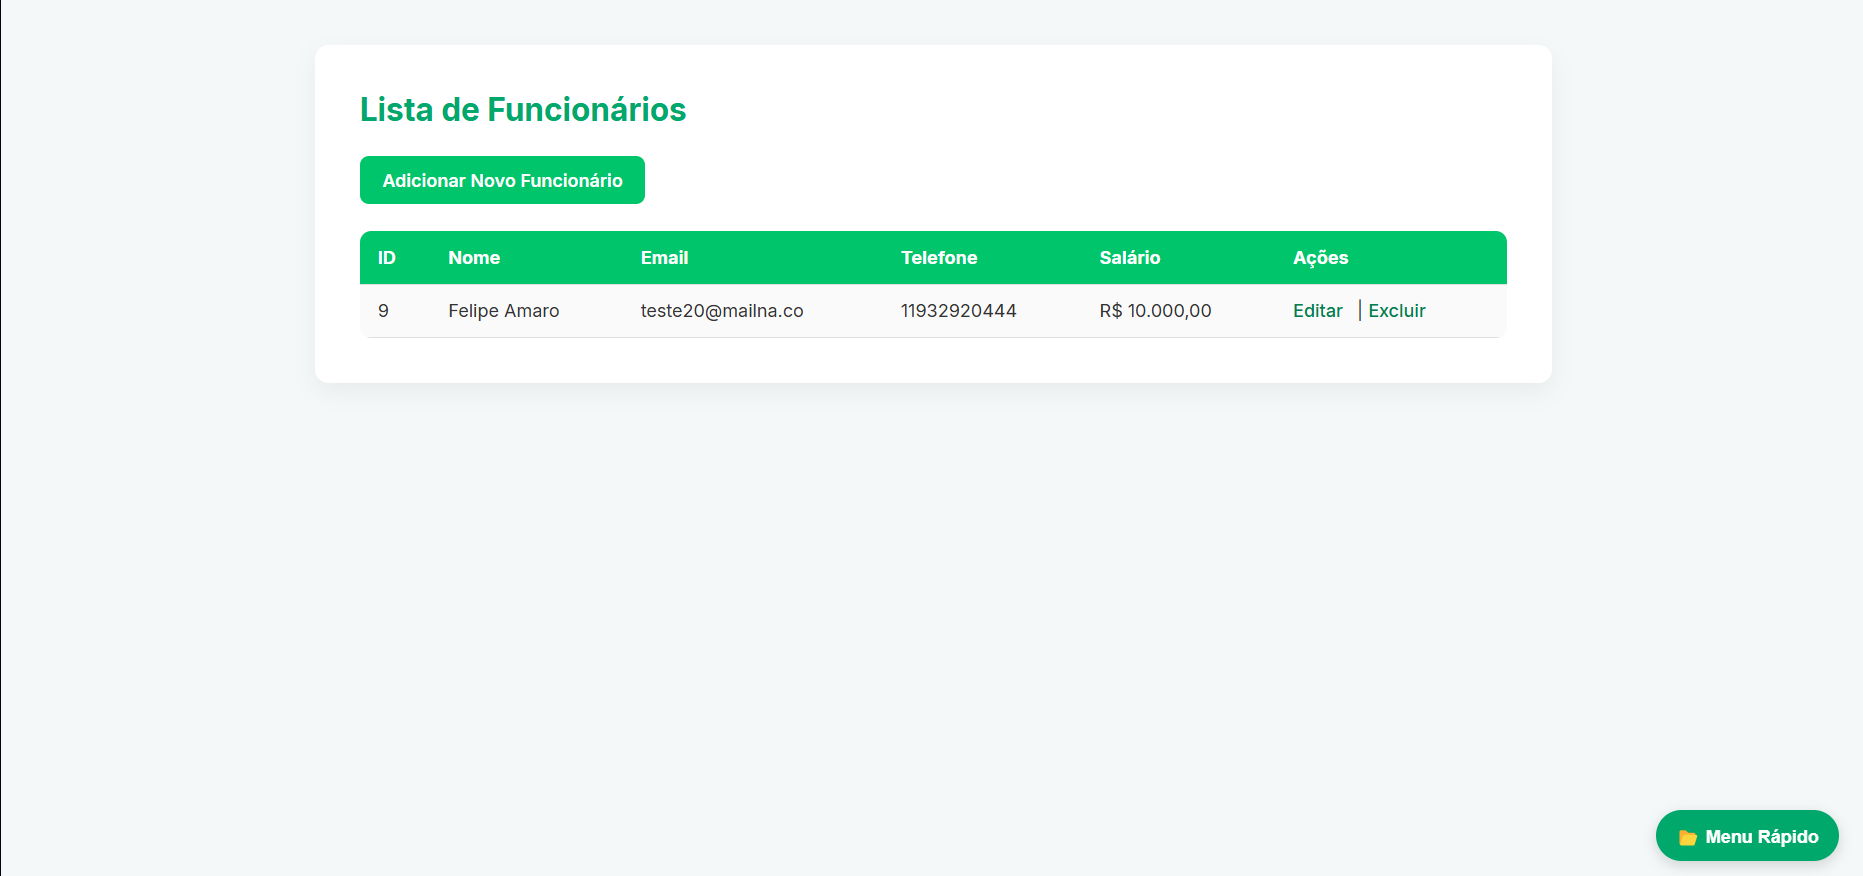 Lista de Funcionários
Adicionar Novo Funcionário
ID Nome Email Telefone Salário Ações
9 Felipe Amaro teste20@mailna.co 11932920444 R$ 10.000,00 Editar | Excluir
Menu Rápido